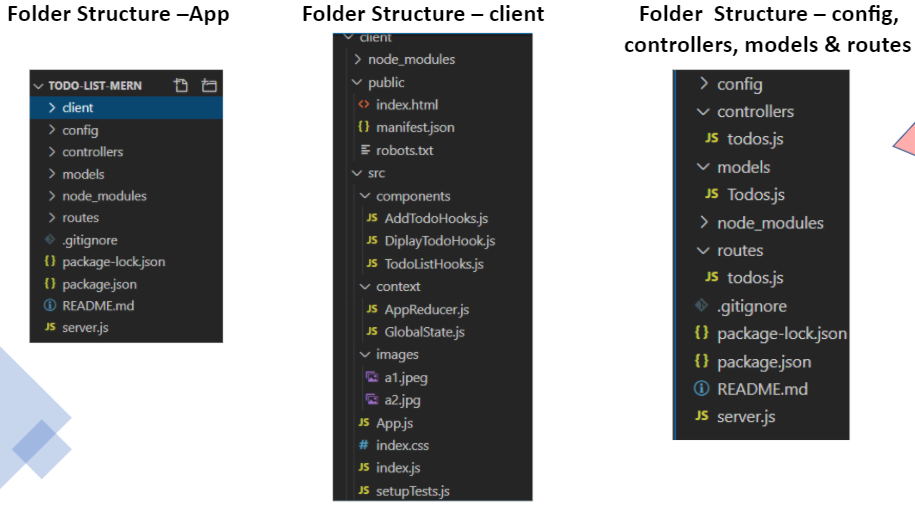 Folder Structure –App
TODO-LIST-MERN
client
config
controllers
models
node_modules
routes
.gitignore
package-lock.json
package.json
README.md
JS server.js
Folder Structure – client
client
node_modules
public
<> index.html
{} manifest.json
robots.txt
src
components
JS AddTodoHooks.js
JS DiplayTodoHook.js
JS TodoListHooks.js
context
JS AppReducer.js
JS GlobalState.js
images
a1.jpeg
a2.jpg
JS App.js
# index.css
JS index.js
JS setupTests.js
Folder Structure – config,
controllers, models & routes
config
controllers
JS todos.js
models
JS Todos.js
node_modules
routes
JS todos.js
.gitignore
{} package-lock.json
{} package.json
README.md
JS server.js